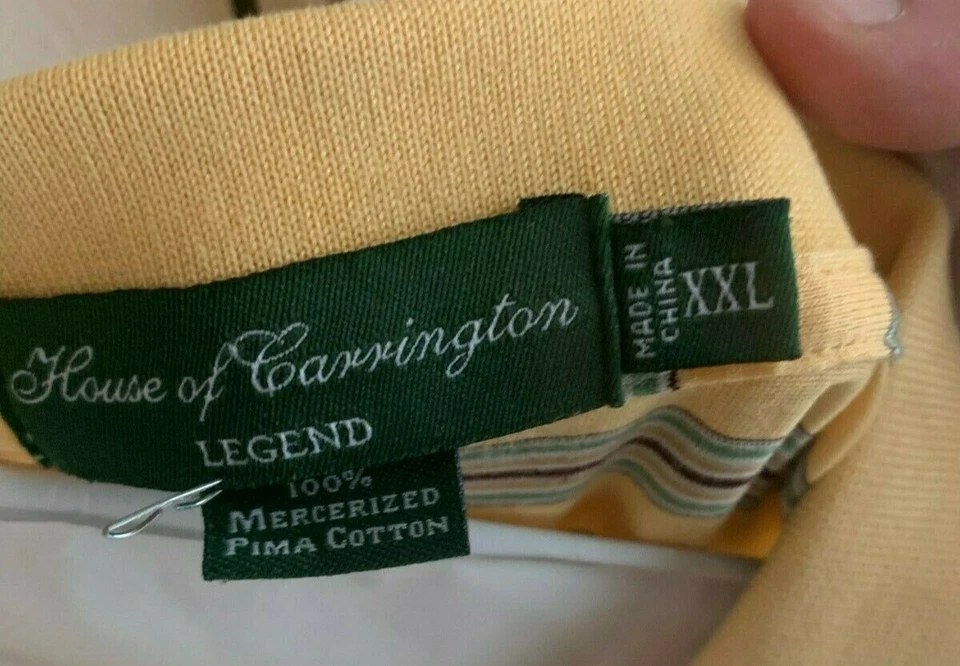 House of Carrington
LEGEND
100%
MERCERIZED
PIMA COTTON
MADE IN
CHINA
XXL